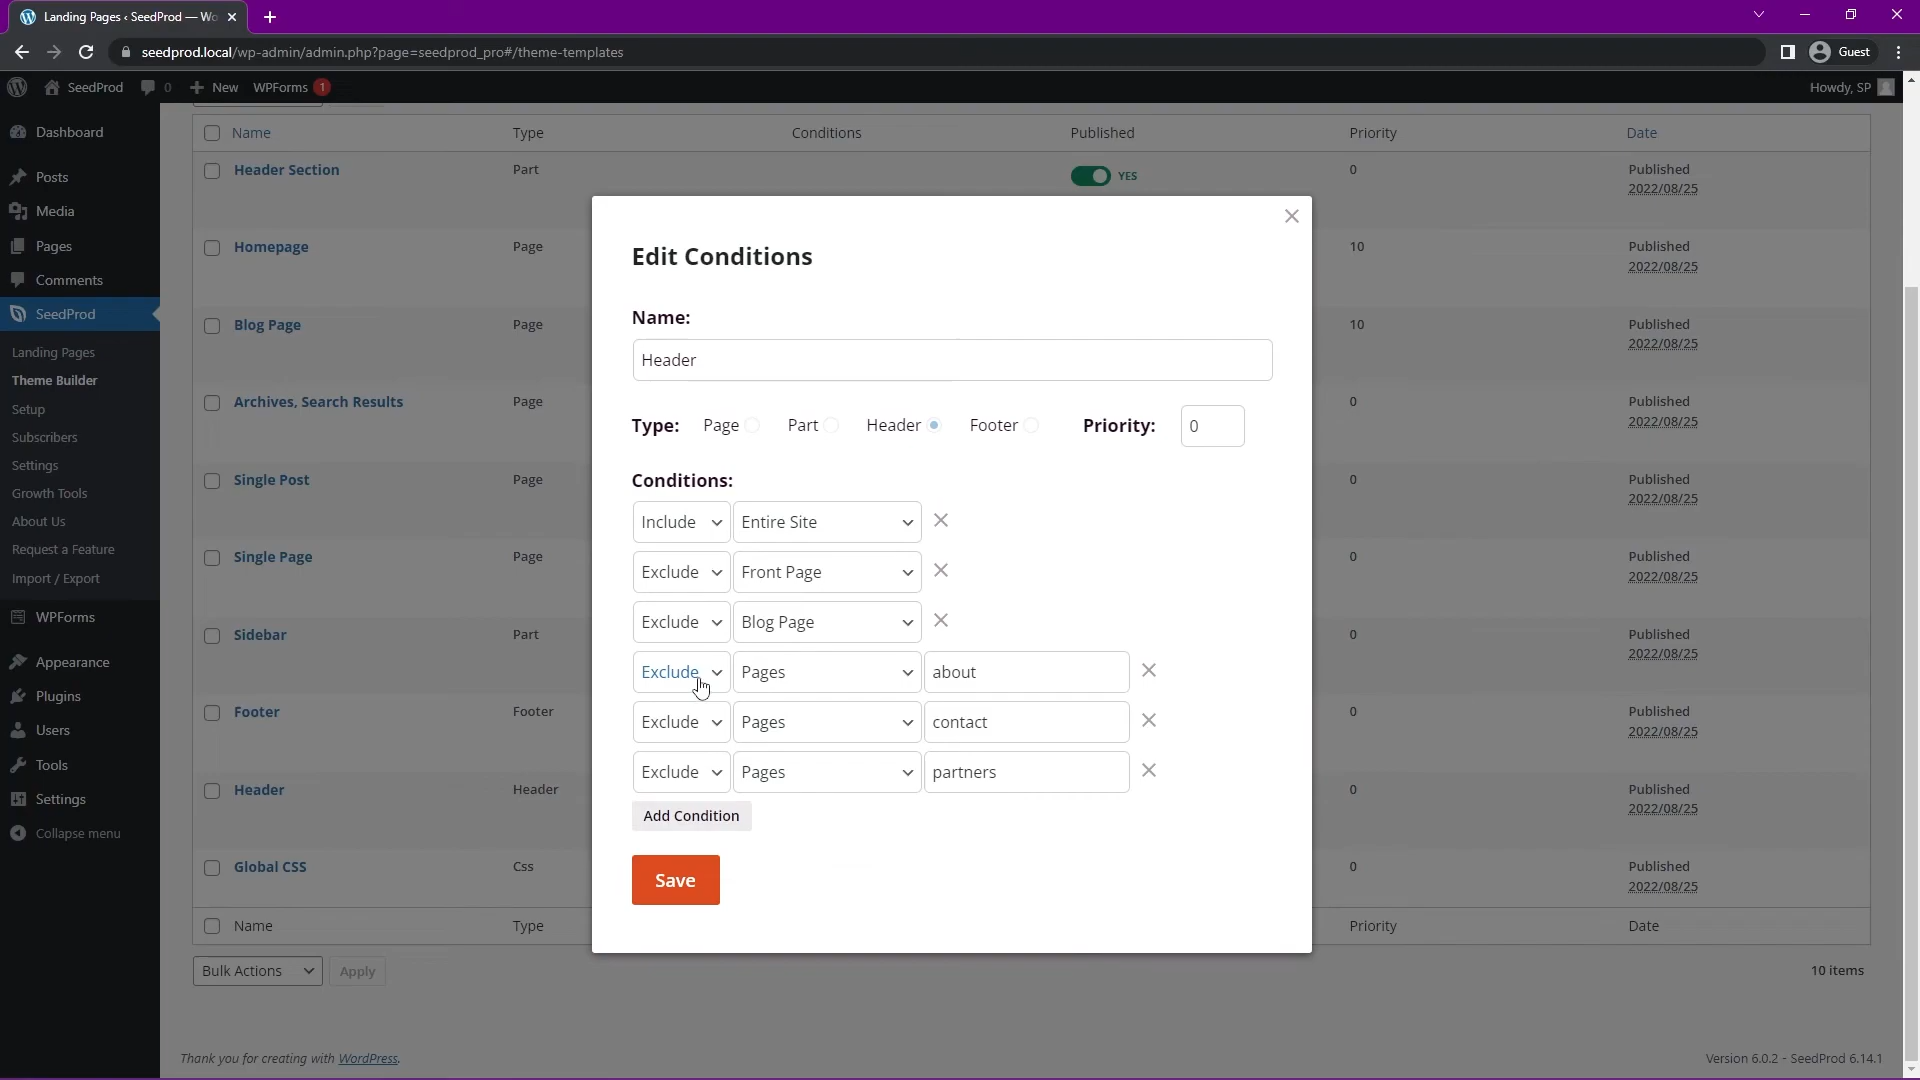 Landing Pages ‹ SeedProd — Wo
seedprod.local/wp-admin/admin.php?page=seedprod_pro#/theme-templates
Guest
SeedProd 0 New WPForms 1 Howdy, SP
Dashboard
Posts
Media
Pages
Comments
SeedProd
Landing Pages
Theme Builder
Setup
Subscribers
Settings
Growth Tools
About Us
Request a Feature
Import / Export
WPForms
Appearance
Plugins
Users
Tools
Settings
Collapse menu
Name Type Conditions Published Priority Date
Header Section Part YES 0 Published
2022/08/25
Homepage Page 10 Published
2022/08/25
Blog Page Page 10 Published
2022/08/25
Archives, Search Results Page 0 Published
2022/08/25
Single Post Page 0 Published
2022/08/25
Single Page Page 0 Published
2022/08/25
Sidebar Part 0 Published
2022/08/25
Footer Footer 0 Published
2022/08/25
Header Header 0 Published
2022/08/25
Global CSS Css 0 Published
2022/08/25
Name Type Priority Date
Bulk Actions Apply 10 items
Edit Conditions
Name:
Header
Type: Page Part Header Footer Priority: 0
Conditions:
Include Entire Site
Exclude Front Page
Exclude Blog Page
Exclude Pages about
Exclude Pages contact
Exclude Pages partners
Add Condition
Save
Thank you for creating with WordPress. Version 6.0.2 - SeedProd 6.14.1